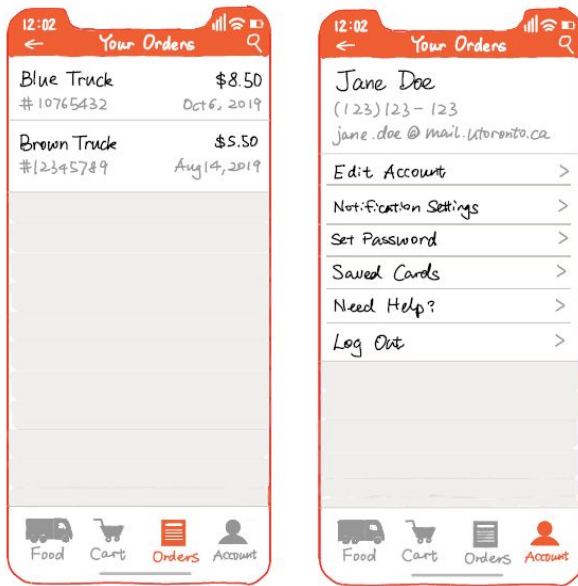 12:02
Your Orders
Blue Truck $8.50
#10765432 Oct 6, 2019
Brown Truck $5.50
#12345789 Aug 14, 2019
Food Cart Orders Account
12:02
Your Orders
Jane Doe
(123)123-123
jane.doe@mail.utoronto.ca
Edit Account >
Notification Settings >
Set Password >
Saved Cards >
Need Help? >
Log Out >
Food Cart Orders Account